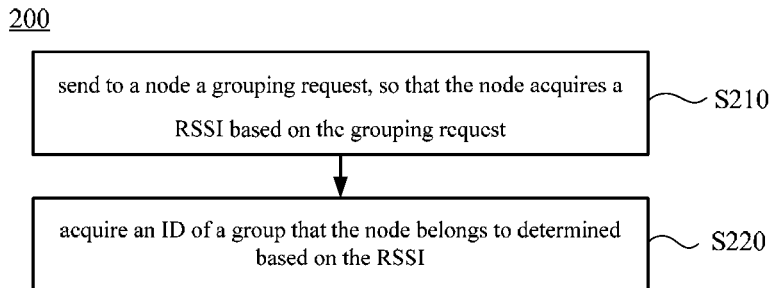 200
send to a node a grouping request, so that the node acquires a
RSSI based on the grouping request
S210
acquire an ID of a group that the node belongs to determined
based on the RSSI
S220